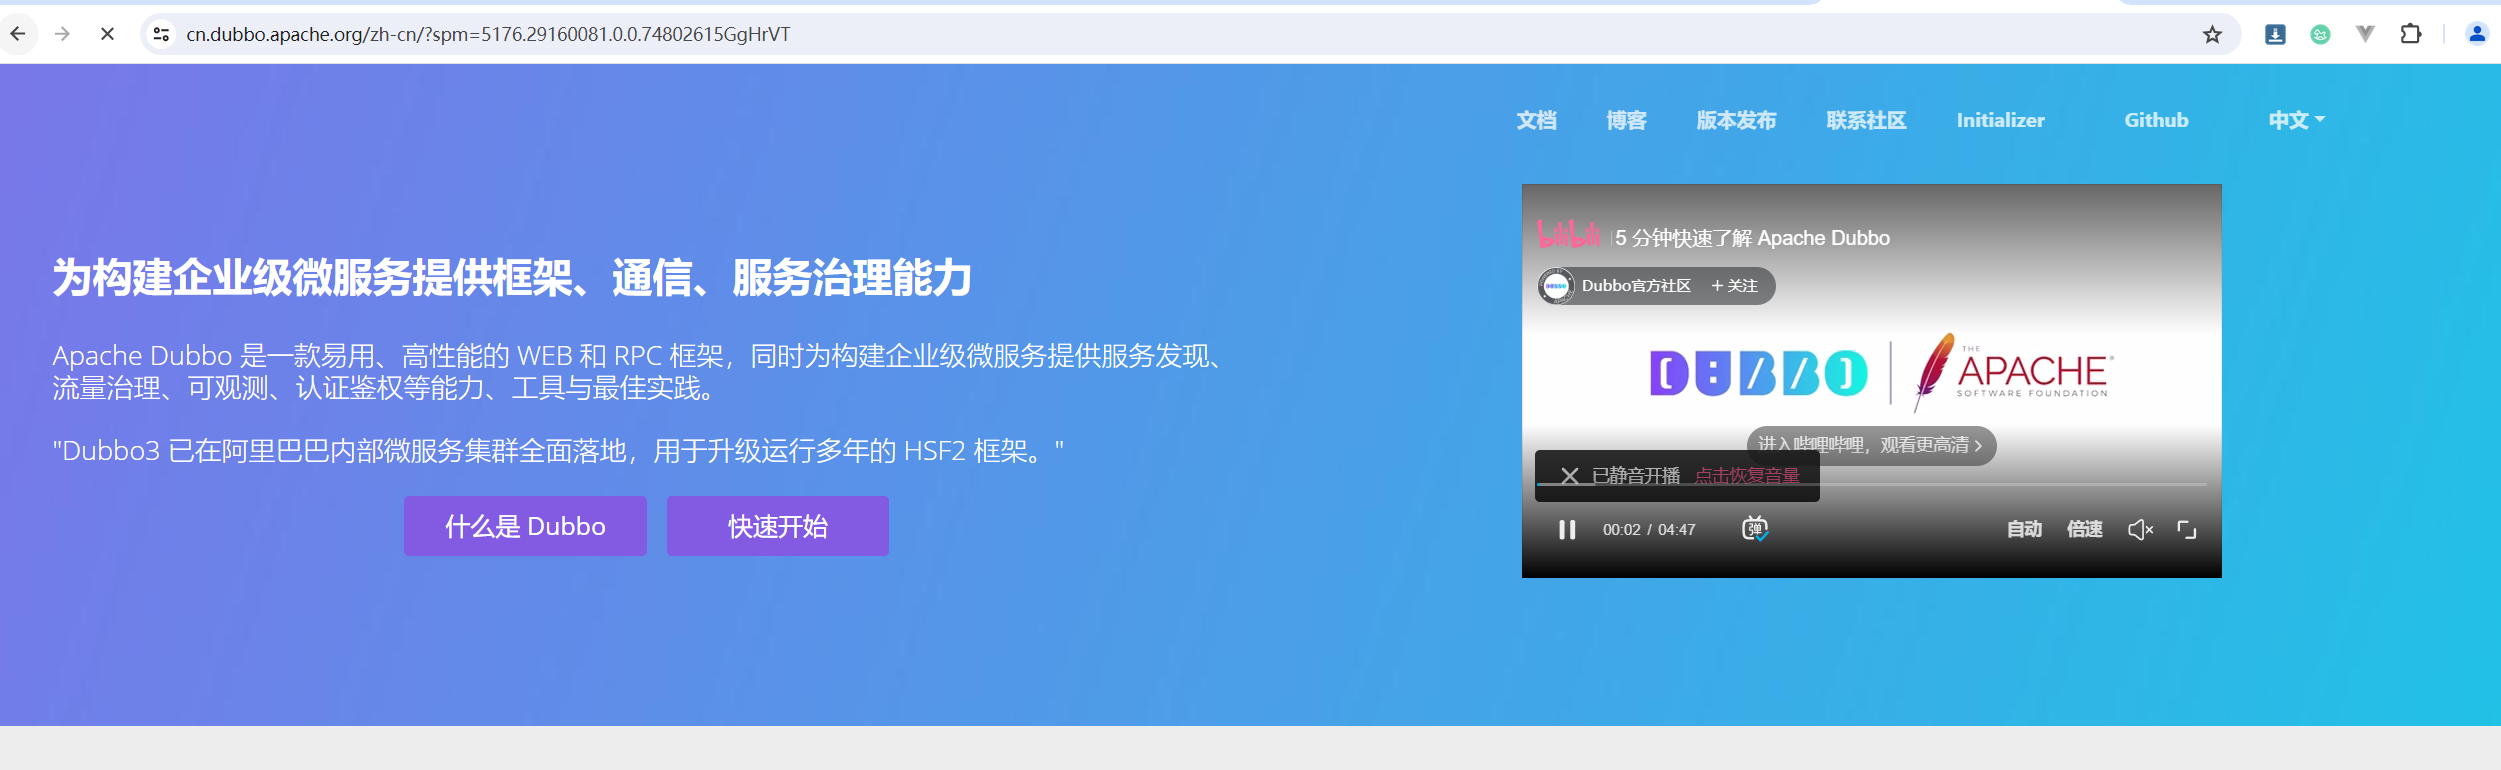 cn.dubbo.apache.org/zh-cn/?spm=5176.29160081.0.0.74802615GgHrVT
文档 博客 版本发布 联系社区 Initializer Github 中文
为构建企业级微服务提供框架、通信、服务治理能力
Apache Dubbo 是一款易用、高性能的 WEB 和 RPC 框架，同时为构建企业级微服务提供服务发现、
流量治理、可观测、认证鉴权等能力、工具与最佳实践。
"Dubbo3 已在阿里巴巴内部微服务集群全面落地，用于升级运行多年的 HSF2 框架。"
什么是 Dubbo 快速开始
bilibili 5 分钟快速了解 Apache Dubbo
DUBBO Dubbo官方社区 + 关注
DUBBO
THE
APACHE®
SOFTWARE FOUNDATION
进入哔哩哔哩，观看更高清
已静音开播 点击恢复音量
00:02 / 04:47 弹 自动 倍速